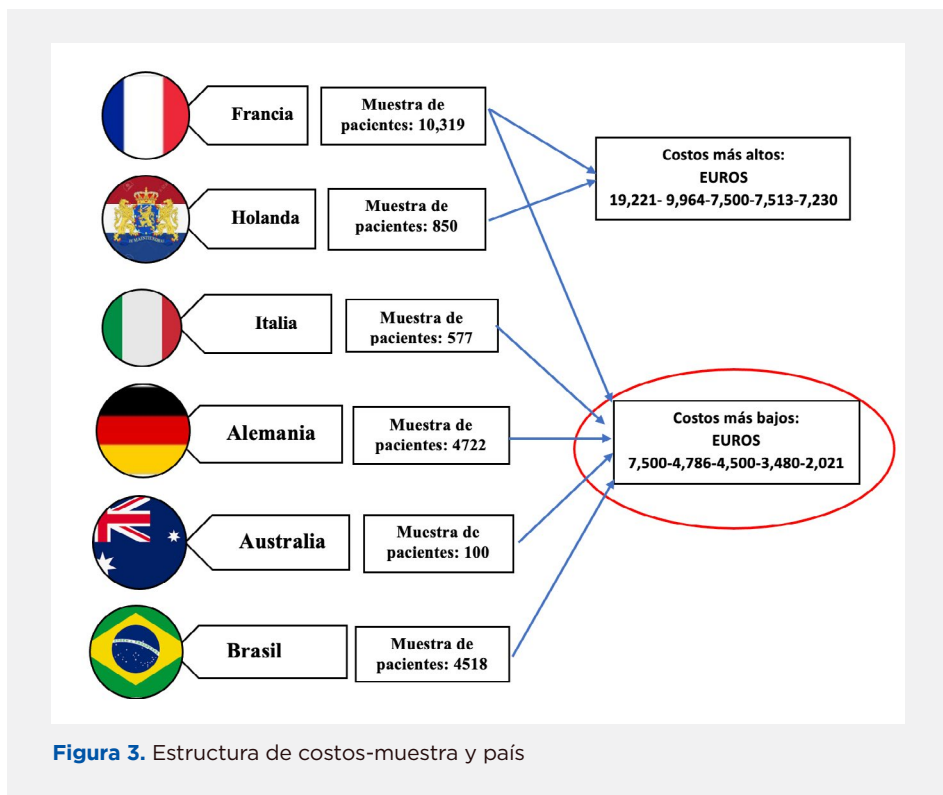 Francia
Muestra de
pacientes: 10,319
Costos más altos:
EUROS
19,221- 9,964-7,500-7,513-7,230
Holanda
Muestra de
pacientes: 850
Italia
Muestra de
pacientes: 577
Costos más bajos:
EUROS
7,500-4,786-4,500-3,480-2,021
Alemania
Muestra de
pacientes: 4722
Australia
Muestra de
pacientes: 100
Brasil
Muestra de
pacientes: 4518
Figura 3. Estructura de costos-muestra y país